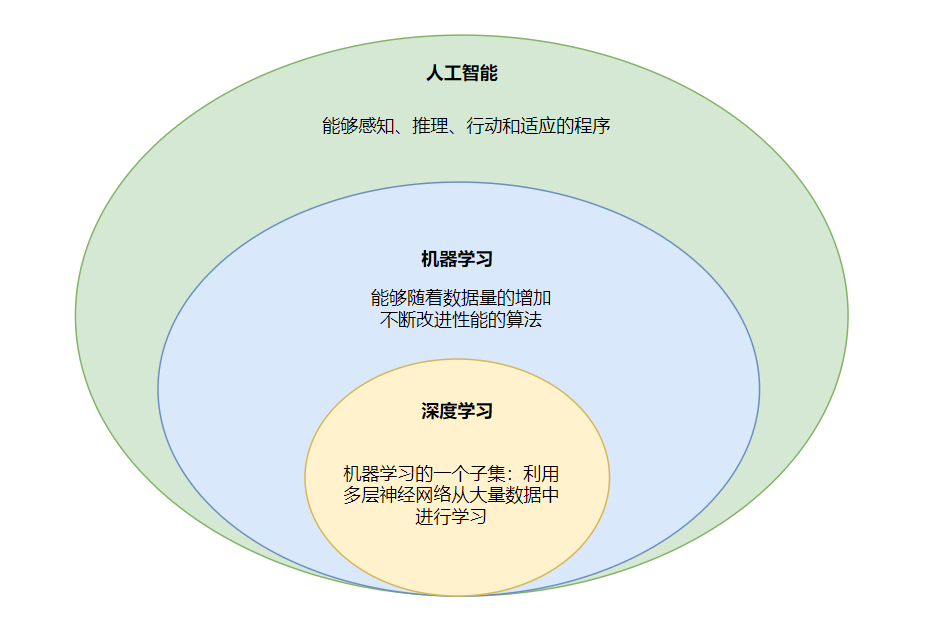 人工智能
能够感知、推理、行动和适应的程序
机器学习
能够随着数据量的增加
不断改进性能的算法
深度学习
机器学习的一个子集：利用
多层神经网络从大量数据中
进行学习